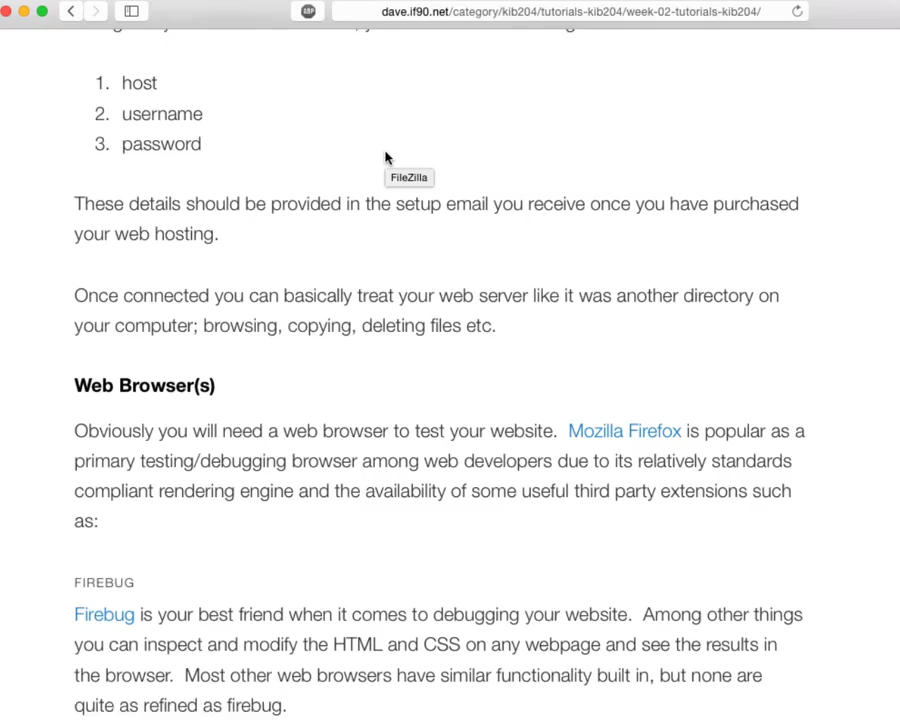 ABP
dave.if90.net/category/kib204/tutorials-kib204/week-02-tutorials-kib204/
1. host
2. username
3. password
FileZilla
These details should be provided in the setup email you receive once you have purchased
your web hosting.
Once connected you can basically treat your web server like it was another directory on
your computer; browsing, copying, deleting files etc.
Web Browser(s)
Obviously you will need a web browser to test your website.  Mozilla Firefox is popular as a
primary testing/debugging browser among web developers due to its relatively standards
compliant rendering engine and the availability of some useful third party extensions such
as:
FIREBUG
Firebug is your best friend when it comes to debugging your website.  Among other things
you can inspect and modify the HTML and CSS on any webpage and see the results in
the browser.  Most other web browsers have similar functionality built in, but none are
quite as refined as firebug.